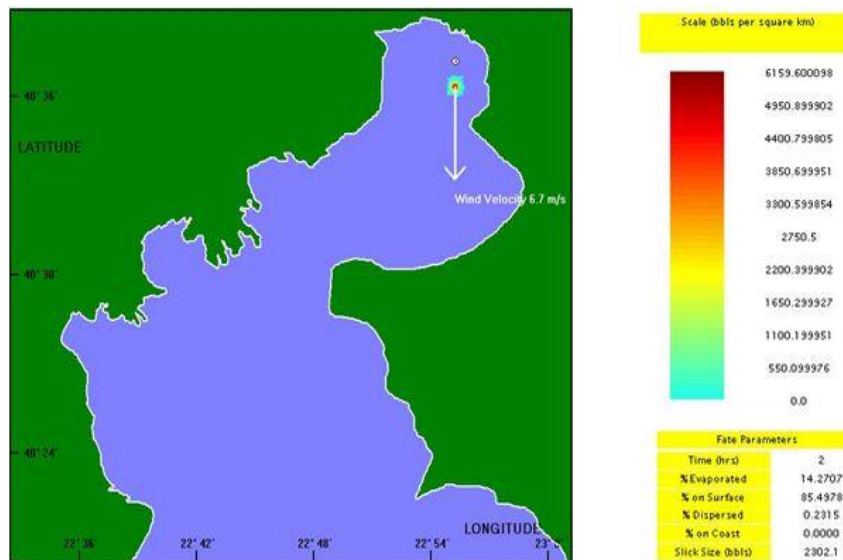 Scale (bbls per square km)
6159.600098
4950.899902
4400.799805
3850.699951
3300.599854
2750.5
2200.399902
1650.299927
1100.199951
550.099976
0.0
40° 36'
LATITUDE
Wind Velocity 6.7 m/s
40° 30'
40° 24'
LONGITUDE
22° 36'
22° 42'
22° 48'
22° 54'
Fate Parameters
Time (hrs) 2
% Evaporated 14.2707
% on Surface 85.4978
% Dispersed 0.2315
% on Coast 0.0000
Slick Size (bbls) 2302.1